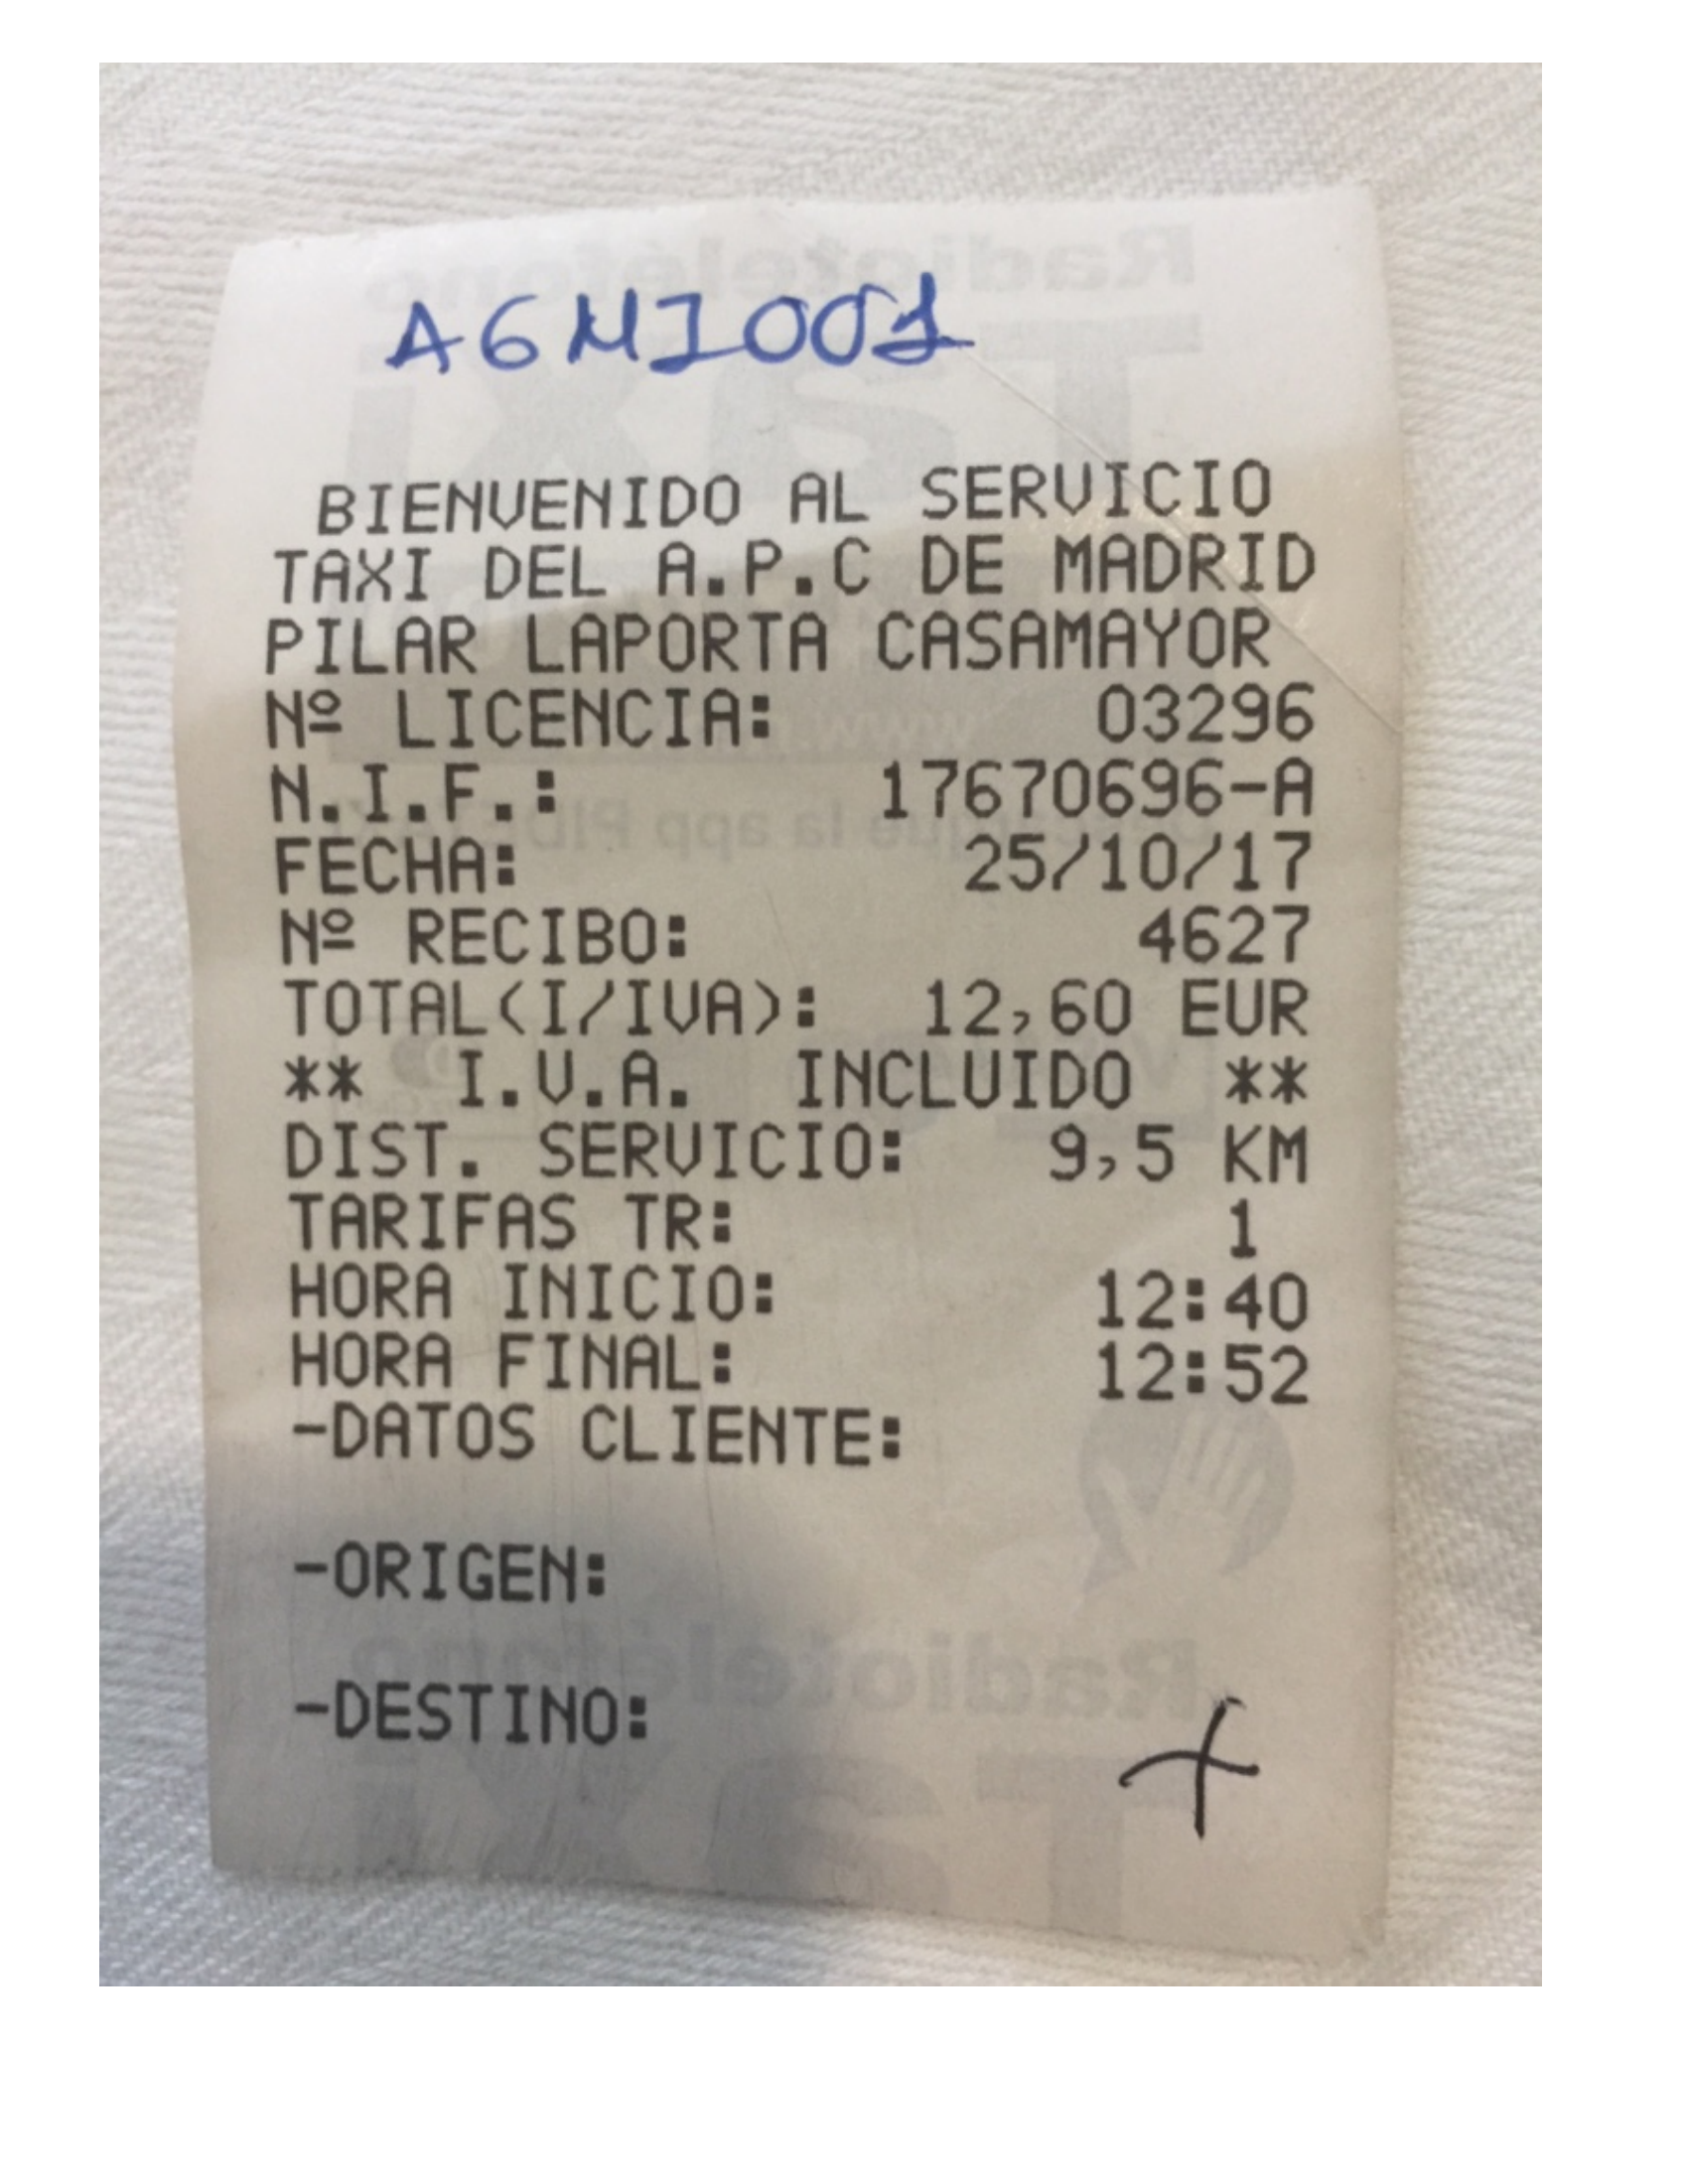 A6MI001
BIENVENIDO AL SERVICIO
TAXI DEL A.P.C DE MADRID
PILAR LAPORTA CASAMAYOR
Nº LICENCIA: 03296
N.I.F.: 17670696-A
FECHA: 25/10/17
Nº RECIBO: 4627
TOTAL(I/IVA): 12,60 EUR
** I.V.A. INCLUIDO **
DIST. SERVICIO: 9,5 KM
TARIFAS TR: 1
HORA INICIO: 12:40
HORA FINAL: 12:52
-DATOS CLIENTE:
-ORIGEN:
-DESTINO: